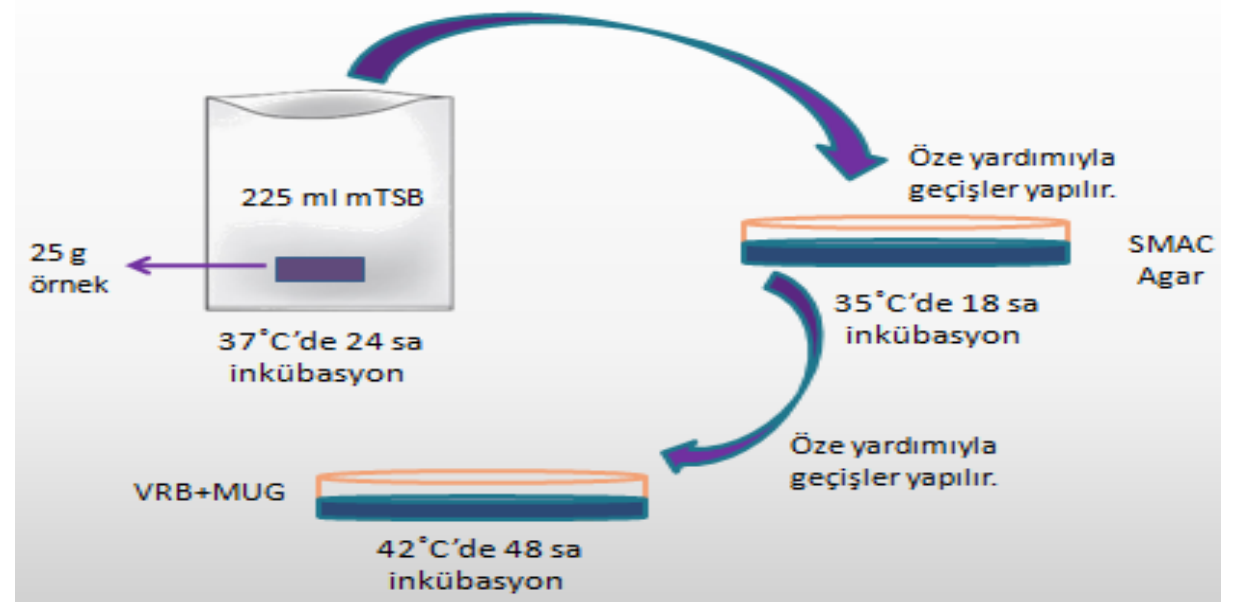 225 ml mTSB
25 g
örnek
37˚C’de 24 sa
inkübasyon
Öze yardımıyla
geçişler yapılır.
SMAC
Agar
35˚C’de 18 sa
inkübasyon
Öze yardımıyla
geçişler yapılır.
VRB+MUG
42˚C’de 48 sa
inkübasyon